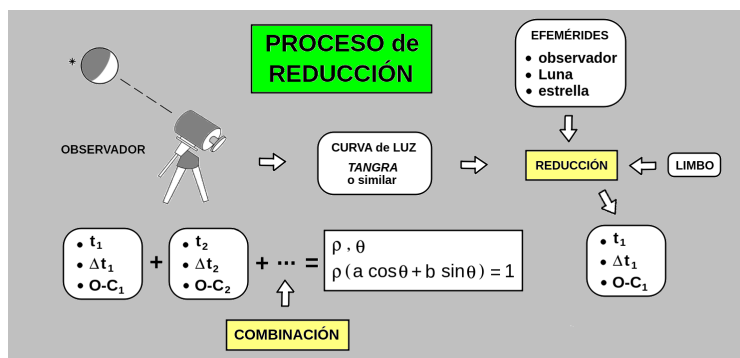 PROCESO de
REDUCCIÓN
EFEMÉRIDES
• observador
• Luna
• estrella
*
OBSERVADOR
CURVA de LUZ
TANGRA
o similar
REDUCCIÓN
LIMBO
• t₁
• Δt₁
• O-C₁
• t₁
• Δt₁
• O-C₁
+
• t₂
• Δt₂
• O-C₂
+ ··· =
ρ , θ
ρ ( a cosθ + b sinθ ) = 1
COMBINACIÓN